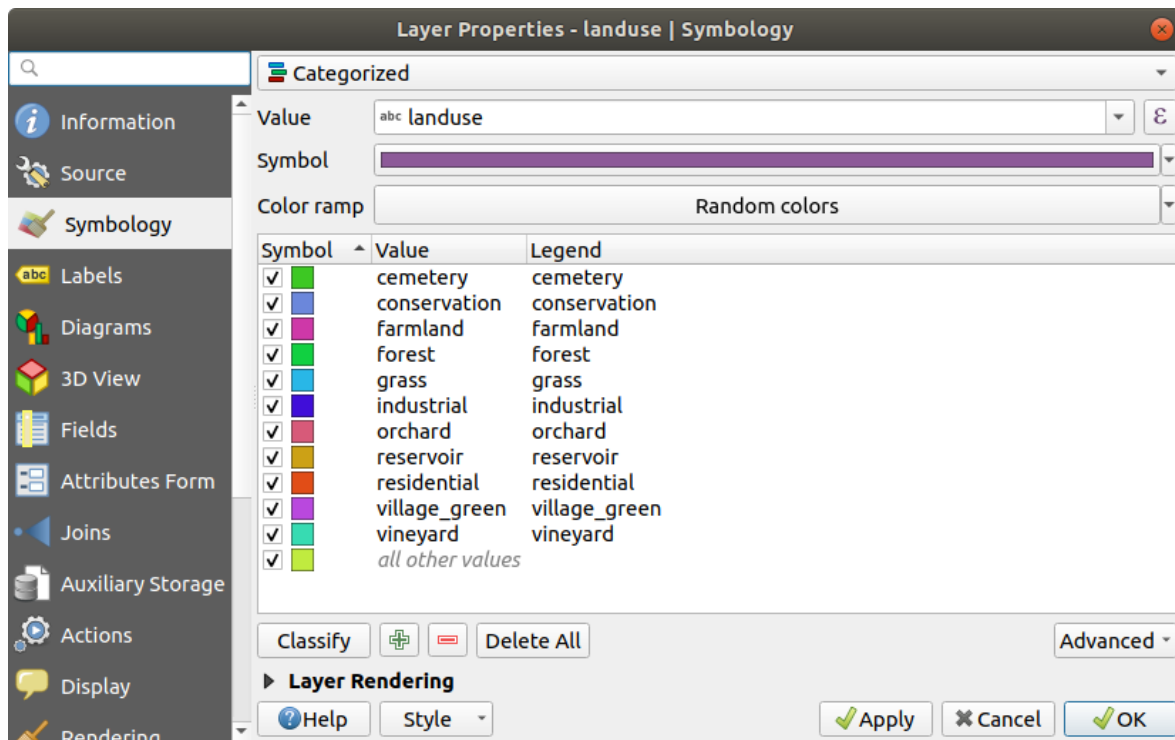 Layer Properties - landuse | Symbology
Categorized
Information
Source
Symbology
abc Labels
Diagrams
3D View
Fields
Attributes Form
Joins
Auxiliary Storage
Actions
Display
Rendering
Value abc landuse ε
Symbol
Color ramp Random colors
Symbol Value Legend
cemetery cemetery
conservation conservation
farmland farmland
forest forest
grass grass
industrial industrial
orchard orchard
reservoir reservoir
residential residential
village_green village_green
vineyard vineyard
all other values
Classify Delete All Advanced
Layer Rendering
Help Style Apply Cancel OK